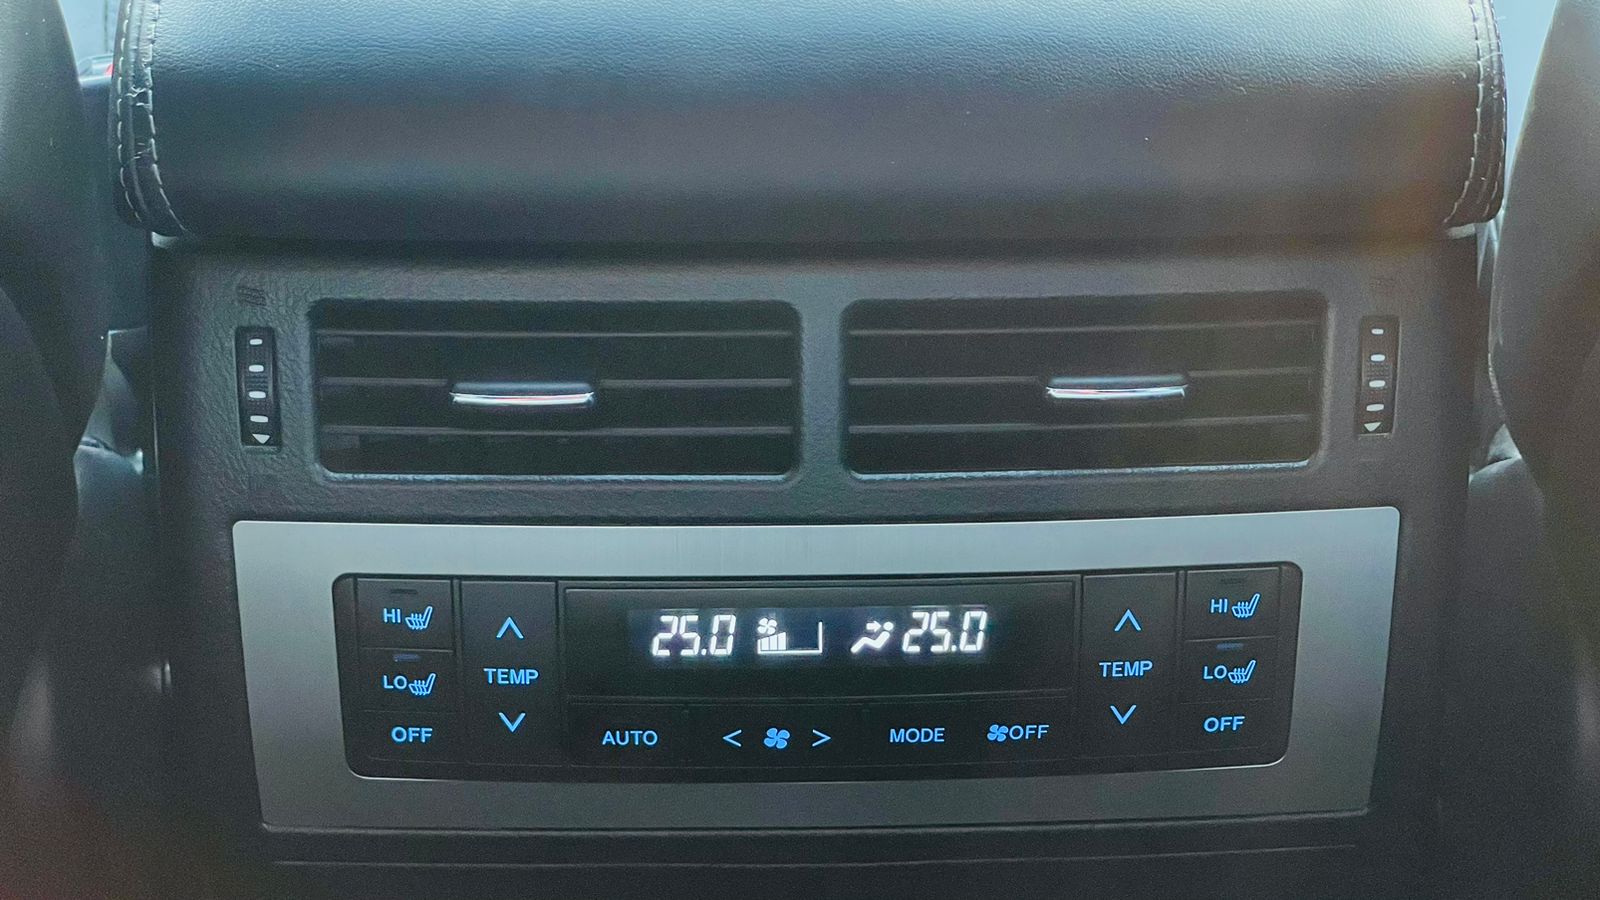 25.0 25.0
HI
LO
OFF
TEMP
AUTO
< >
MODE
OFF
TEMP
HI
LO
OFF